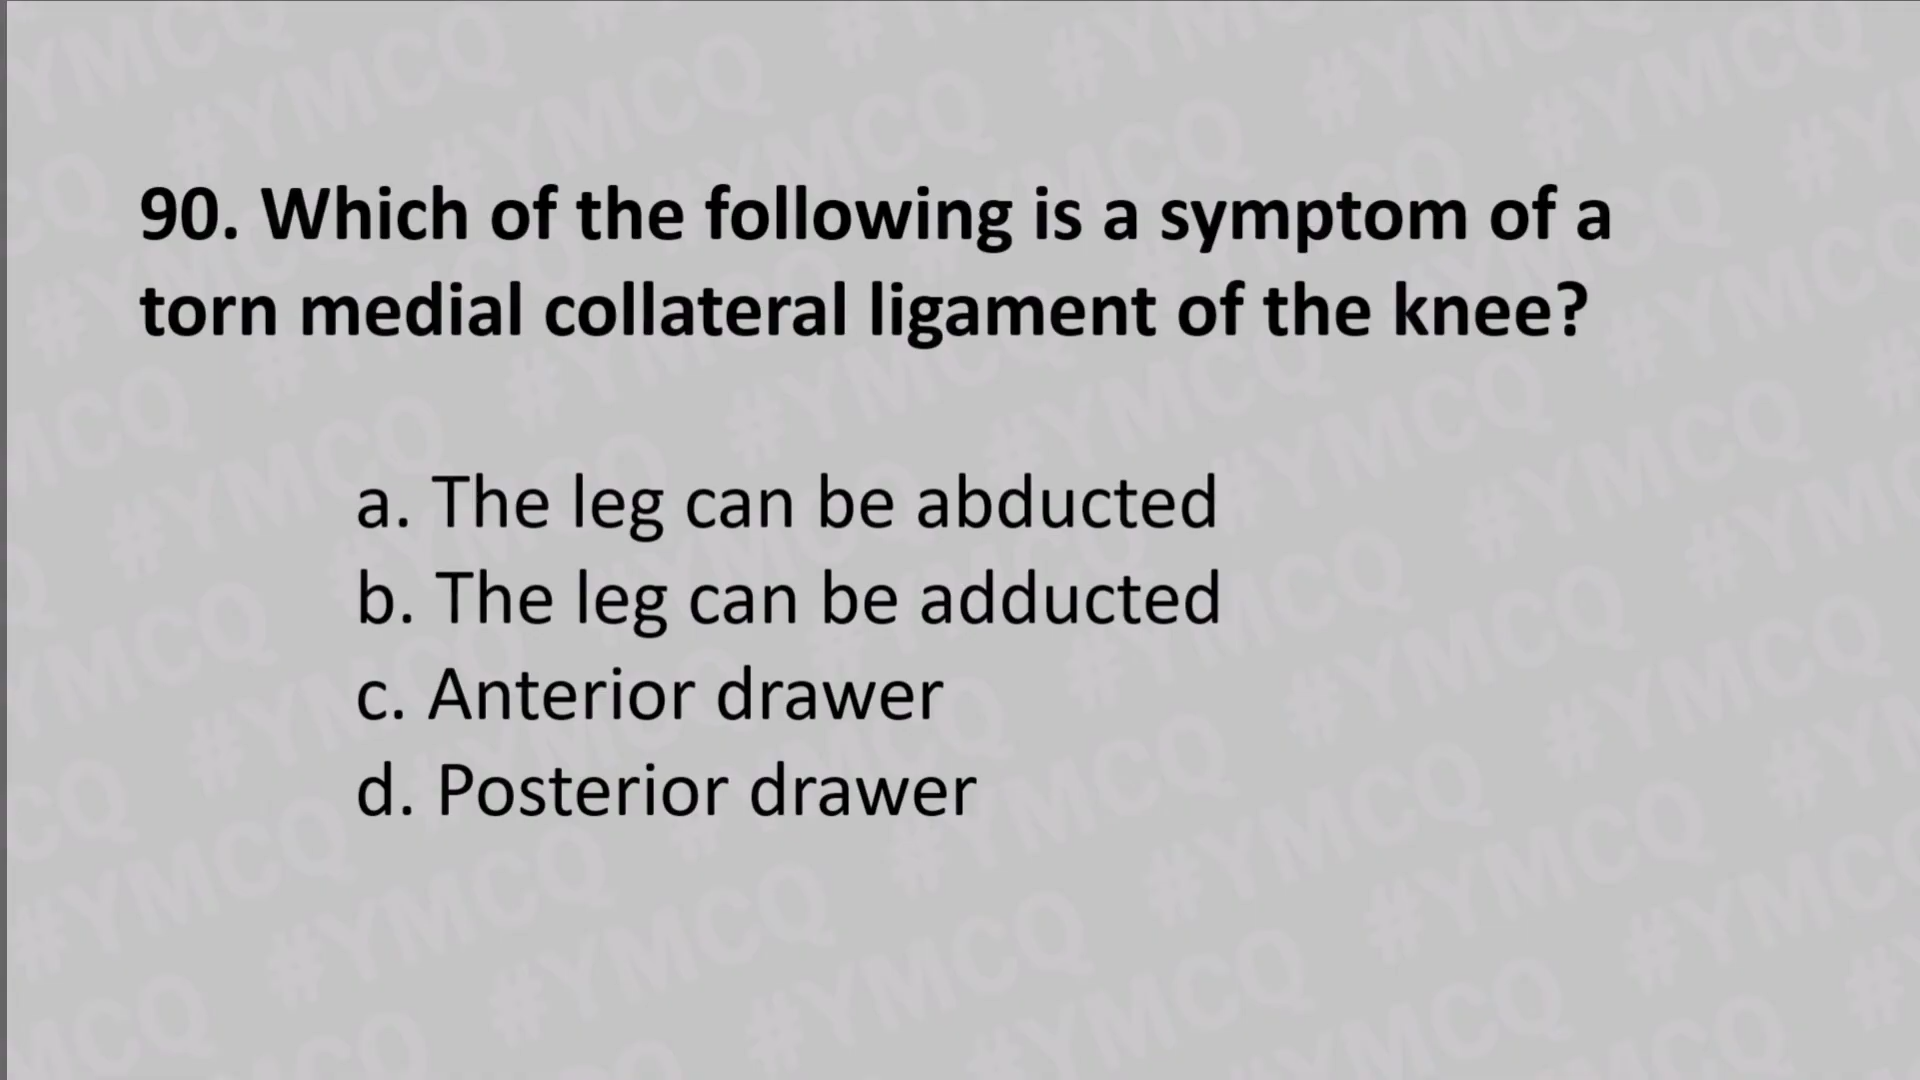 90. Which of the following is a symptom of a
torn medial collateral ligament of the knee?
a. The leg can be abducted
b. The leg can be adducted
c. Anterior drawer
d. Posterior drawer
#YMCQ